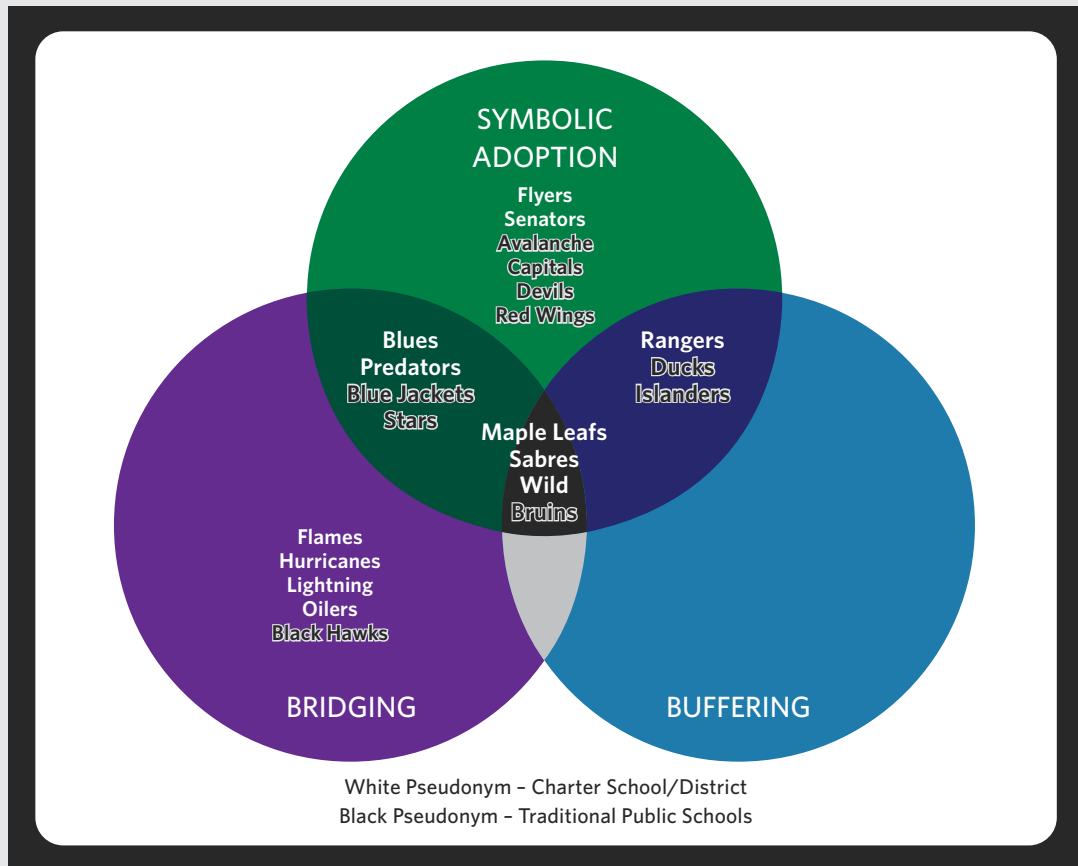 SYMBOLIC
ADOPTION
Flyers
Senators
Avalanche
Capitals
Devils
Red Wings
Blues
Predators
Blue Jackets
Stars
Rangers
Ducks
Islanders
Maple Leafs
Sabres
Wild
Bruins
Flames
Hurricanes
Lightning
Oilers
Black Hawks
BRIDGING
BUFFERING
White Pseudonym – Charter School/District
Black Pseudonym – Traditional Public Schools